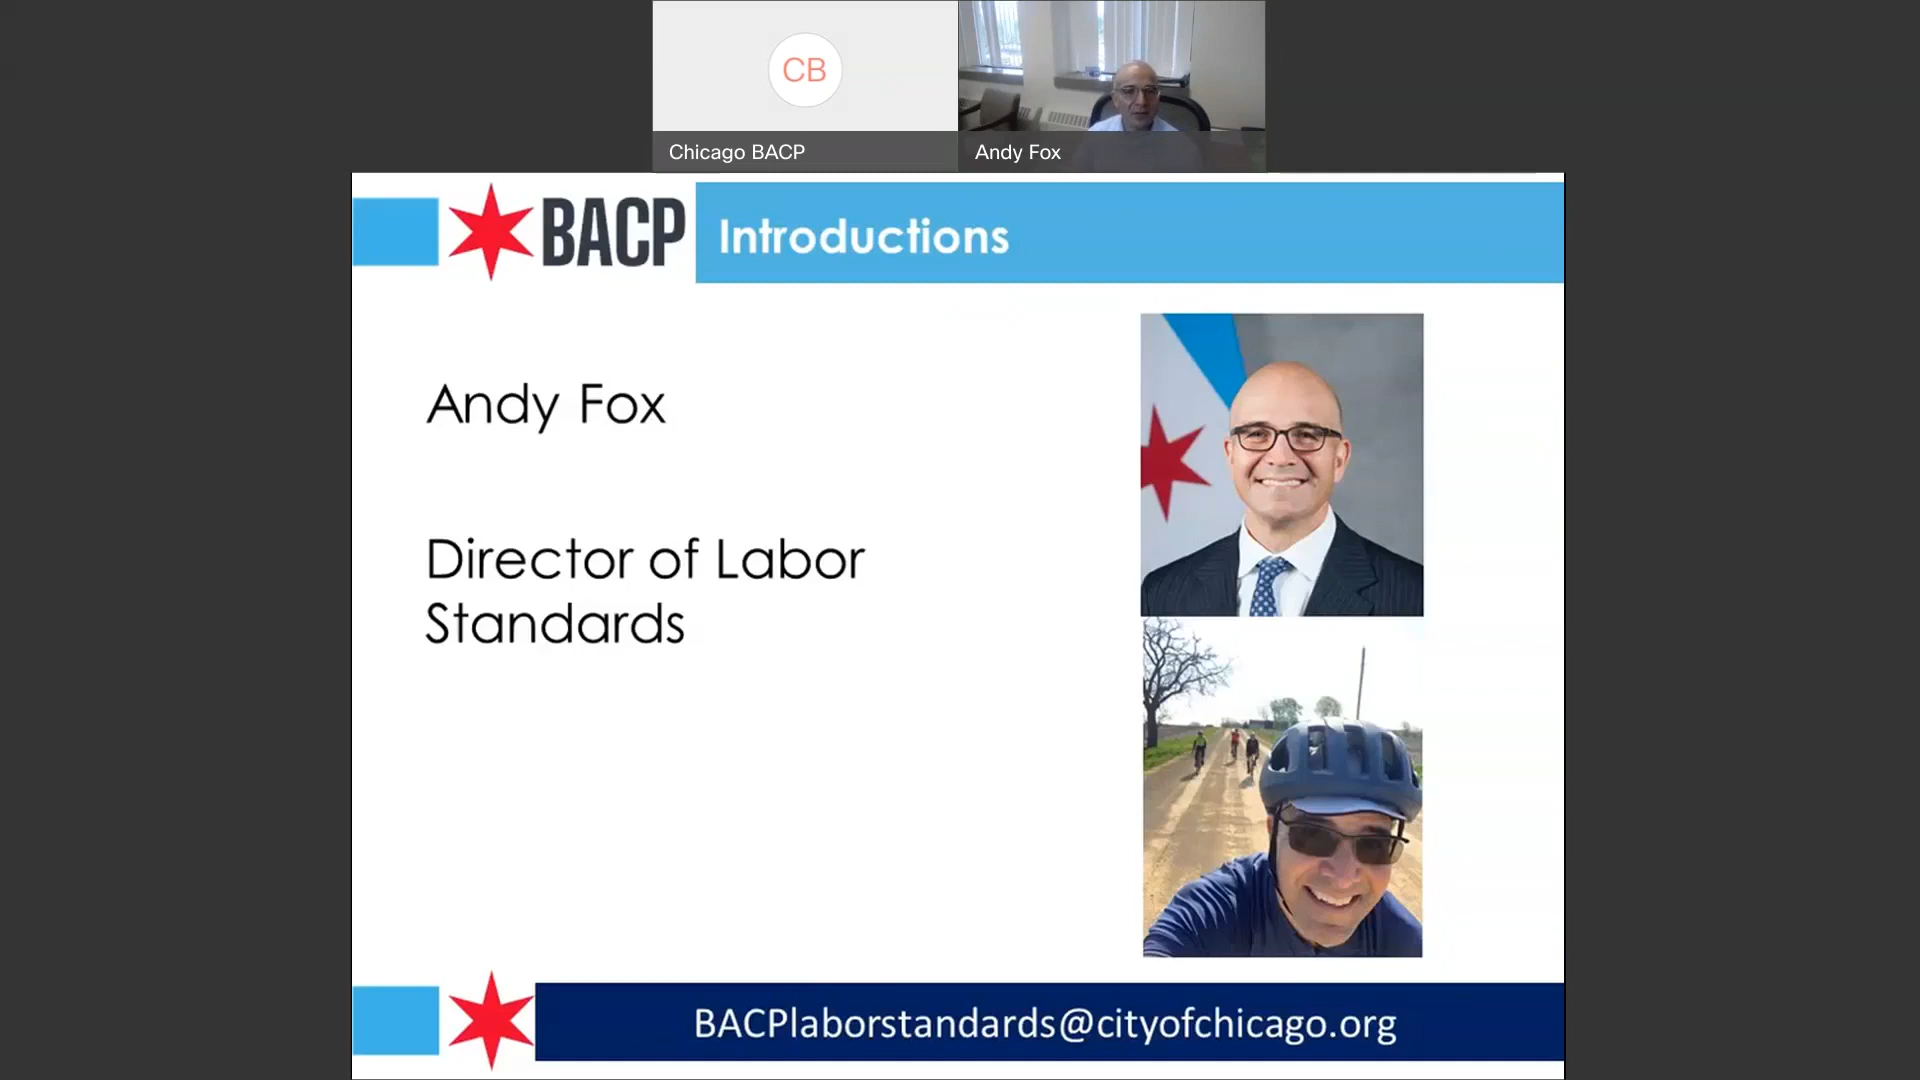 CB
Chicago BACP
Andy Fox
BACP
Introductions
Andy Fox
Director of Labor
Standards
BACPlaborstandards@cityofchicago.org